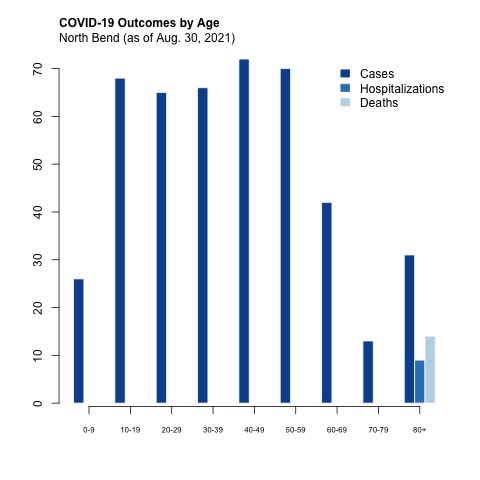 COVID-19 Outcomes by Age
North Bend (as of Aug. 30, 2021)
Cases
Hospitalizations
Deaths
70
60
50
40
30
20
10
0
0-9 10-19 20-29 30-39 40-49 50-59 60-69 70-79 80+